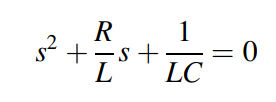 s² + R/L s + 1/LC = 0